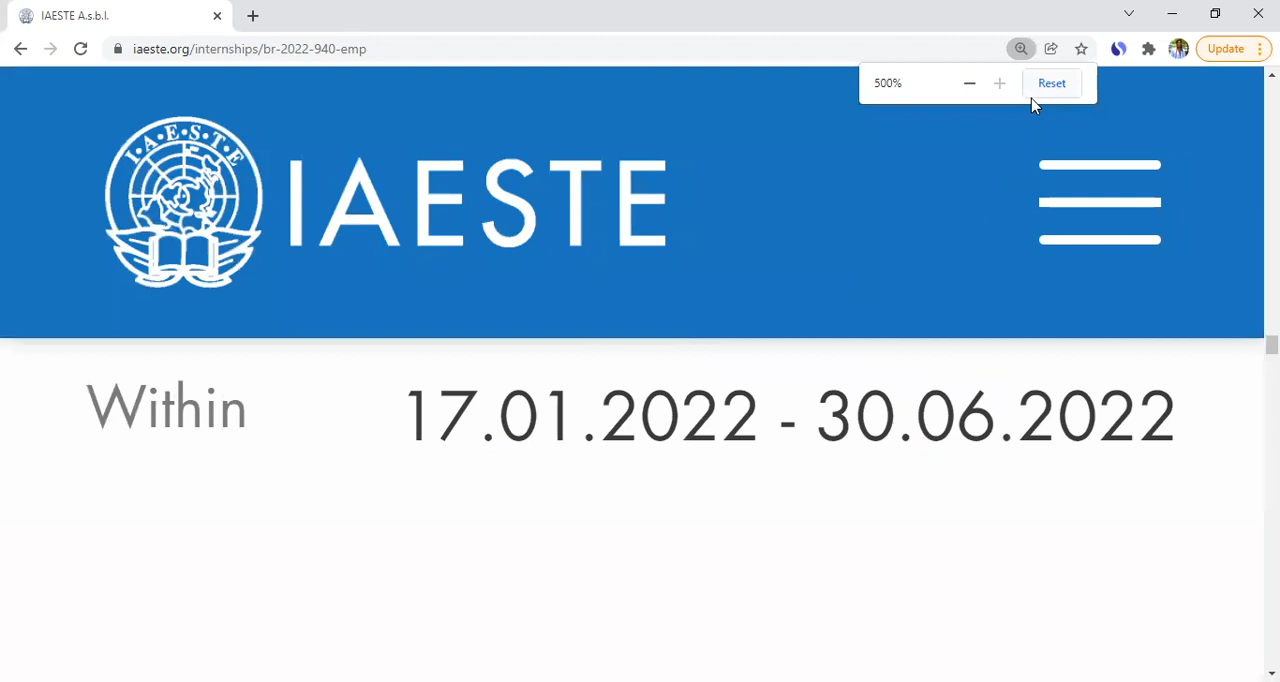 IAESTE A.s.b.l.
iaeste.org/internships/br-2022-940-emp
Update
500%
Reset
I.A.E.S.T.E
IAESTE
Within
17.01.2022 - 30.06.2022